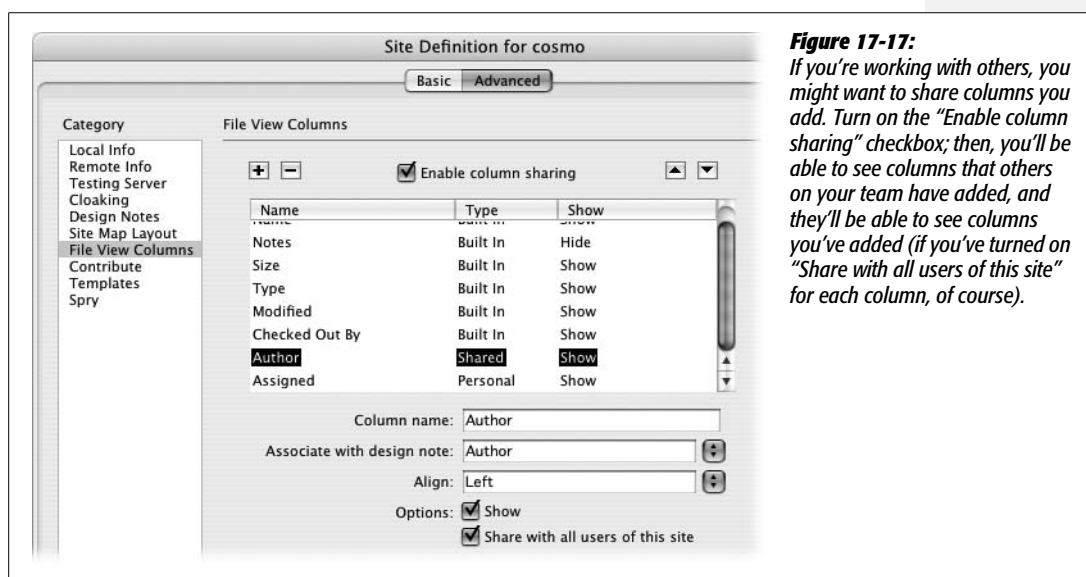 Site Definition for cosmo
Basic Advanced
Category
Local Info
Remote Info
Testing Server
Cloaking
Design Notes
Site Map Layout
File View Columns
Contribute
Templates
Spry
File View Columns
+ − Enable column sharing
Name Type Show
Name Built In Show
Notes Built In Hide
Size Built In Show
Type Built In Show
Modified Built In Show
Checked Out By Built In Show
Author Shared Show
Assigned Personal Show
Column name: Author
Associate with design note: Author
Align: Left
Options: Show
Share with all users of this site
Figure 17-17:
If you're working with others, you
might want to share columns you
add. Turn on the “Enable column
sharing” checkbox; then, you'll be
able to see columns that others
on your team have added, and
they'll be able to see columns
you've added (if you've turned on
“Share with all users of this site”
for each column, of course).